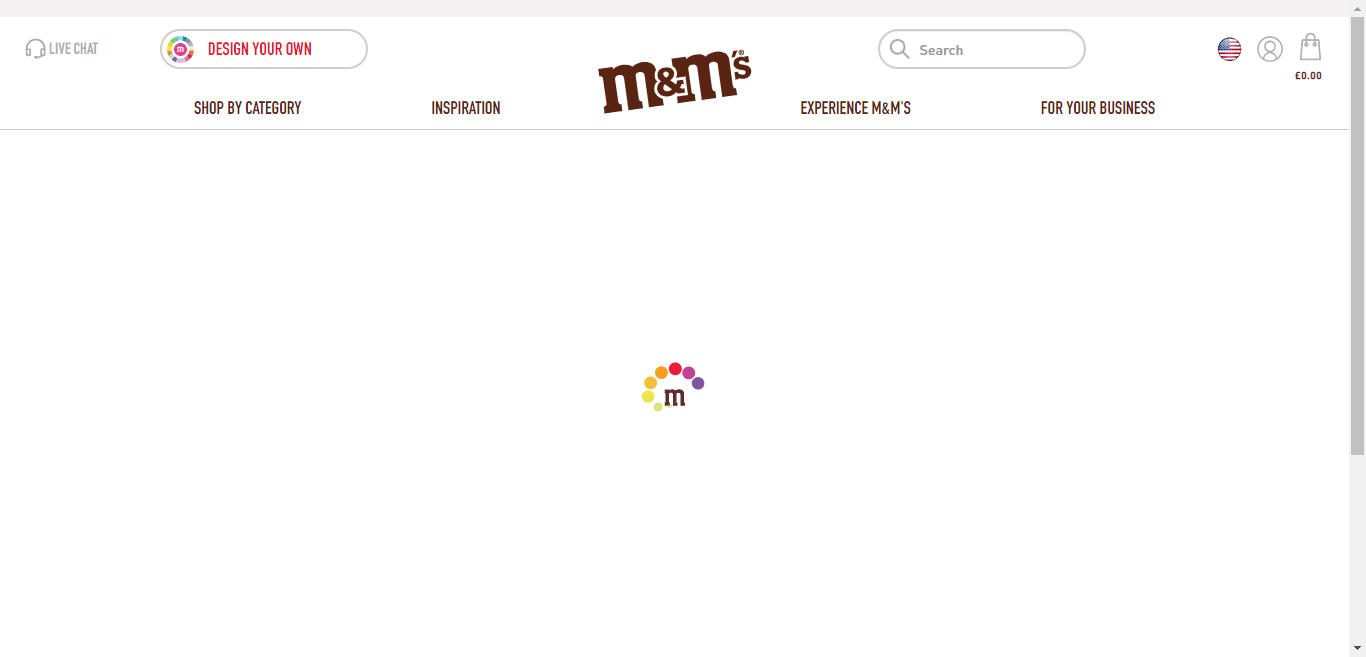 LIVE CHAT
DESIGN YOUR OWN
m&m's®
Search
£0.00
SHOP BY CATEGORY
INSPIRATION
EXPERIENCE M&M'S
FOR YOUR BUSINESS
m